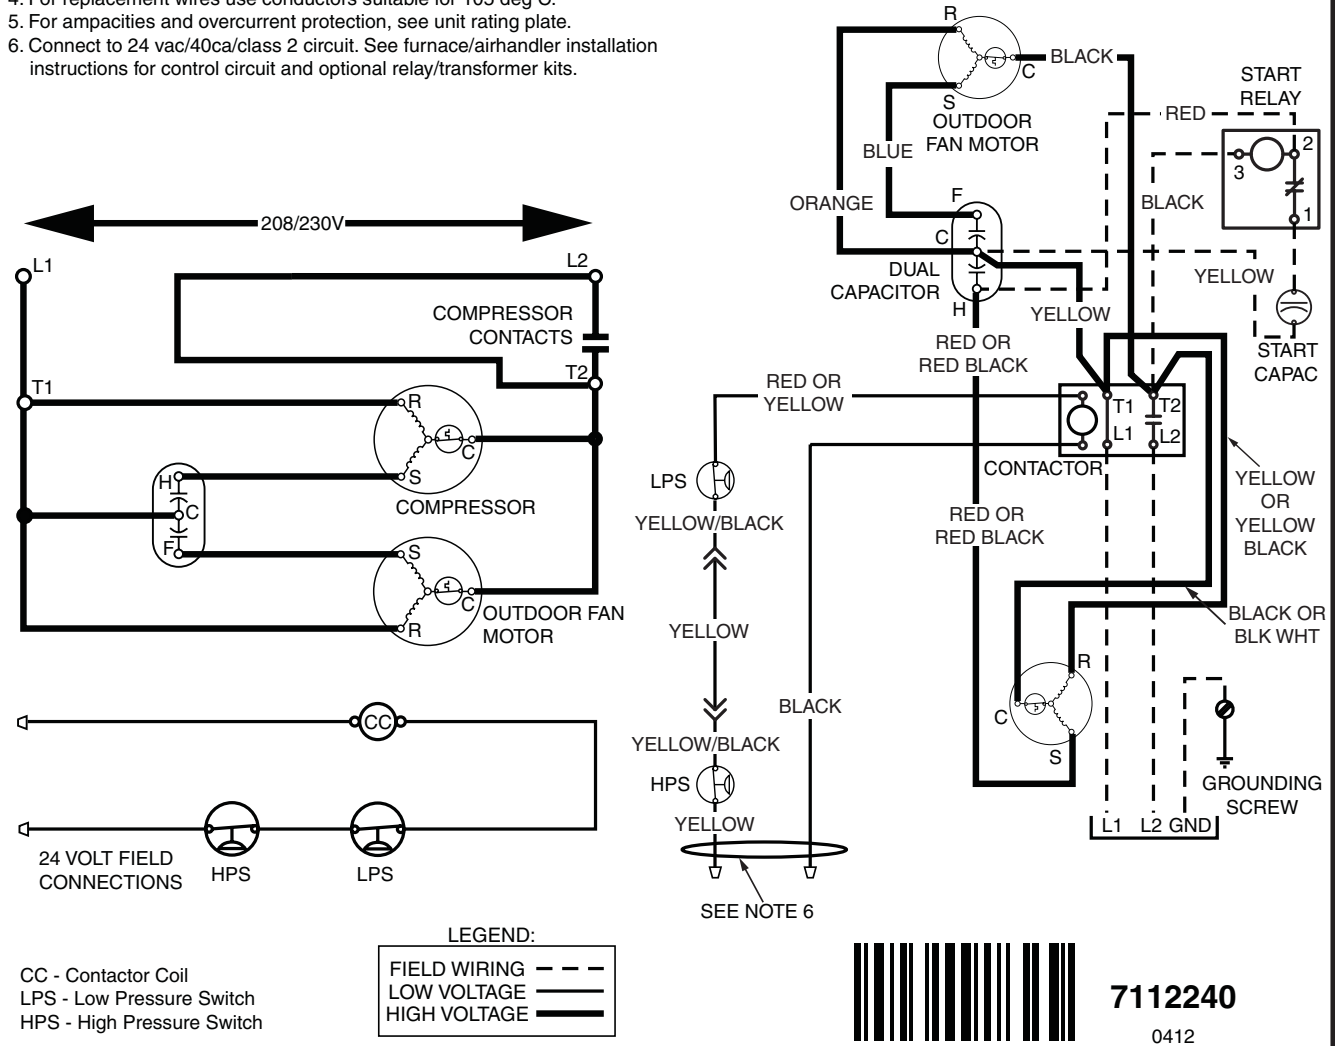 4. For replacement wires use conductors suitable for 105 deg C.
5. For ampacities and overcurrent protection, see unit rating plate.
6. Connect to 24 vac/40ca/class 2 circuit. See furnace/airhandler installation
instructions for control circuit and optional relay/transformer kits.
208/230V
L1
L2
COMPRESSOR
CONTACTS
T1
T2
R
C
S
COMPRESSOR
H
C
F
S
C
R
OUTDOOR FAN
MOTOR
CC
24 VOLT FIELD
CONNECTIONS
HPS
LPS
CC - Contactor Coil
LPS - Low Pressure Switch
HPS - High Pressure Switch
LEGEND:
FIELD WIRING
LOW VOLTAGE
HIGH VOLTAGE
R
C
S
BLACK
OUTDOOR
FAN MOTOR
START
RELAY
RED
2
3
1
BLUE
ORANGE
BLACK
F
C
H
DUAL
CAPACITOR
YELLOW
YELLOW
START
CAPAC
RED OR
RED BLACK
RED OR
YELLOW
T1
T2
L1
L2
CONTACTOR
LPS
YELLOW/BLACK
YELLOW
YELLOW/BLACK
HPS
YELLOW
BLACK
SEE NOTE 6
RED OR
RED BLACK
YELLOW
OR
YELLOW
BLACK
BLACK OR
BLK WHT
R
C
S
GROUNDING
SCREW
L1 L2 GND
7112240
0412